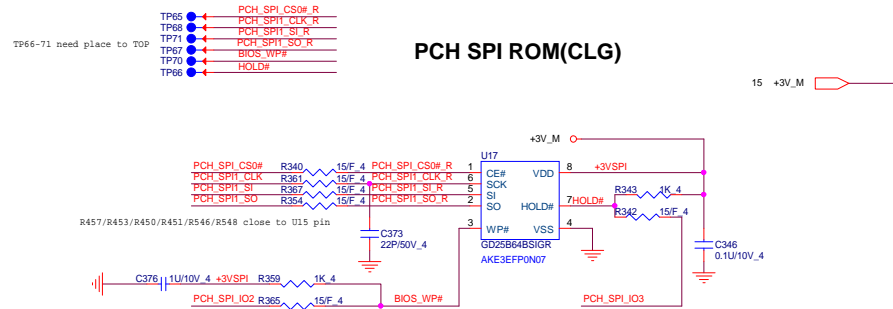 TP65 PCH_SPI_CS0#_R
TP68 PCH_SPI1_CLK_R
TP71 PCH_SPI1_SI_R
TP67 PCH_SPI1_SO_R
TP70 BIOS_WP#
TP66 HOLD#
TP66-71 need place to TOP
PCH SPI ROM(CLG)
15 +3V_M
+3V_M
U17
PCH_SPI_CS0# R340 15/F_4 PCH_SPI_CS0#_R 1 CE# VDD 8 +3VSPI
PCH_SPI1_CLK R361 15/F_4 PCH_SPI1_CLK_R 6 SCK
PCH_SPI1_SI R367 15/F_4 PCH_SPI1_SI_R 5 SI
PCH_SPI1_SO R354 15/F_4 PCH_SPI1_SO_R 2 SO HOLD# 7 HOLD#
R343 1K_4
R342 15/F_4
3 WP# VSS 4
GD25B64BSIGR
AKE3EFP0N07
R457/R453/R450/R451/R546/R548 close to U15 pin
C373
22P/50V_4
C346
0.1U/10V_4
C376 1U/10V_4 +3VSPI R359 1K_4
PCH_SPI_IO2 R365 15/F_4 BIOS_WP#
PCH_SPI_IO3